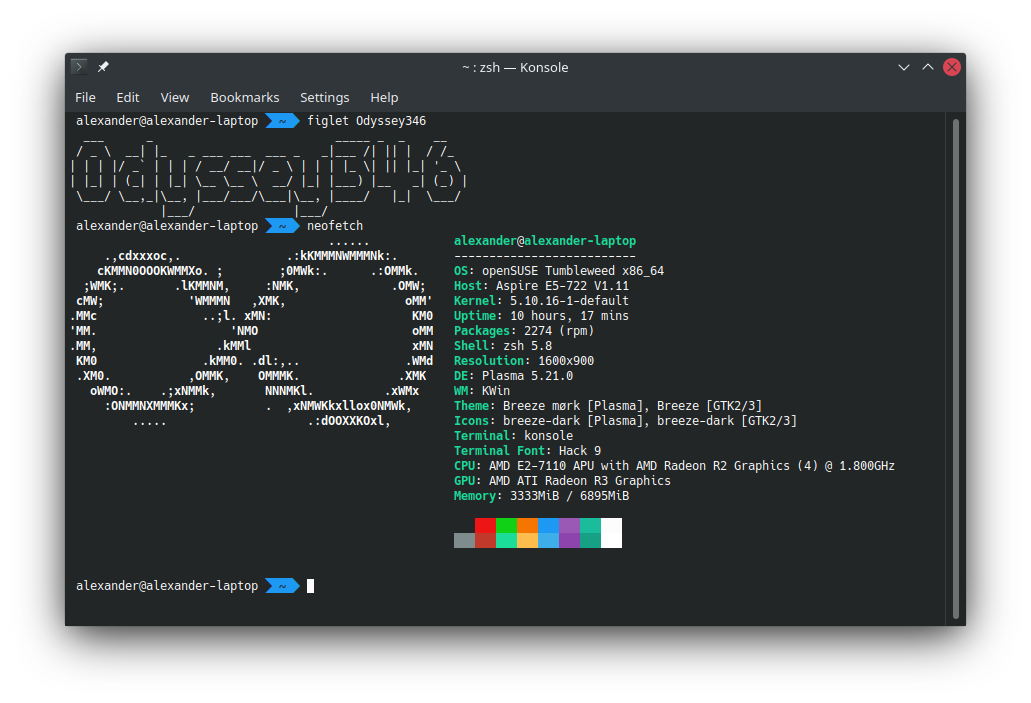 ~ : zsh — Konsole
File Edit View Bookmarks Settings Help
alexander@alexander-laptop ~ figlet Odyssey346
Odyssey346
alexander@alexander-laptop ~ neofetch
......
.,cdxxxoc,. .:kKMMMNWMMMNk:.
cKMMN0OOOKWMMXo. ; ;0MWk:. .:OMMk.
;WMK;. .lKMMNM, :NMK, .OMW;
cMW; 'WMMMN ,XMK, oMM'
.MMc ..;l. xMN: KM0
'MM. 'NMO oMM
.MM, .kMMl xMN
KM0 .kMM0. .dl:,.. .WMd
.XM0. ,OMMK, OMMMK. .XMK
oWMO:. .;xNMMk, NNNMKl. .xWMx
:ONMMNXMMMKx; . ,xNMWKkxllox0NMWk,
..... .:dOOXXKOxl,
alexander@alexander-laptop
--------------------------
OS: openSUSE Tumbleweed x86_64
Host: Aspire E5-722 V1.11
Kernel: 5.10.16-1-default
Uptime: 10 hours, 17 mins
Packages: 2274 (rpm)
Shell: zsh 5.8
Resolution: 1600x900
DE: Plasma 5.21.0
WM: KWin
Theme: Breeze mørk [Plasma], Breeze [GTK2/3]
Icons: breeze-dark [Plasma], breeze-dark [GTK2/3]
Terminal: konsole
Terminal Font: Hack 9
CPU: AMD E2-7110 APU with AMD Radeon R2 Graphics (4) @ 1.800GHz
GPU: AMD ATI Radeon R3 Graphics
Memory: 3333MiB / 6895MiB
alexander@alexander-laptop ~